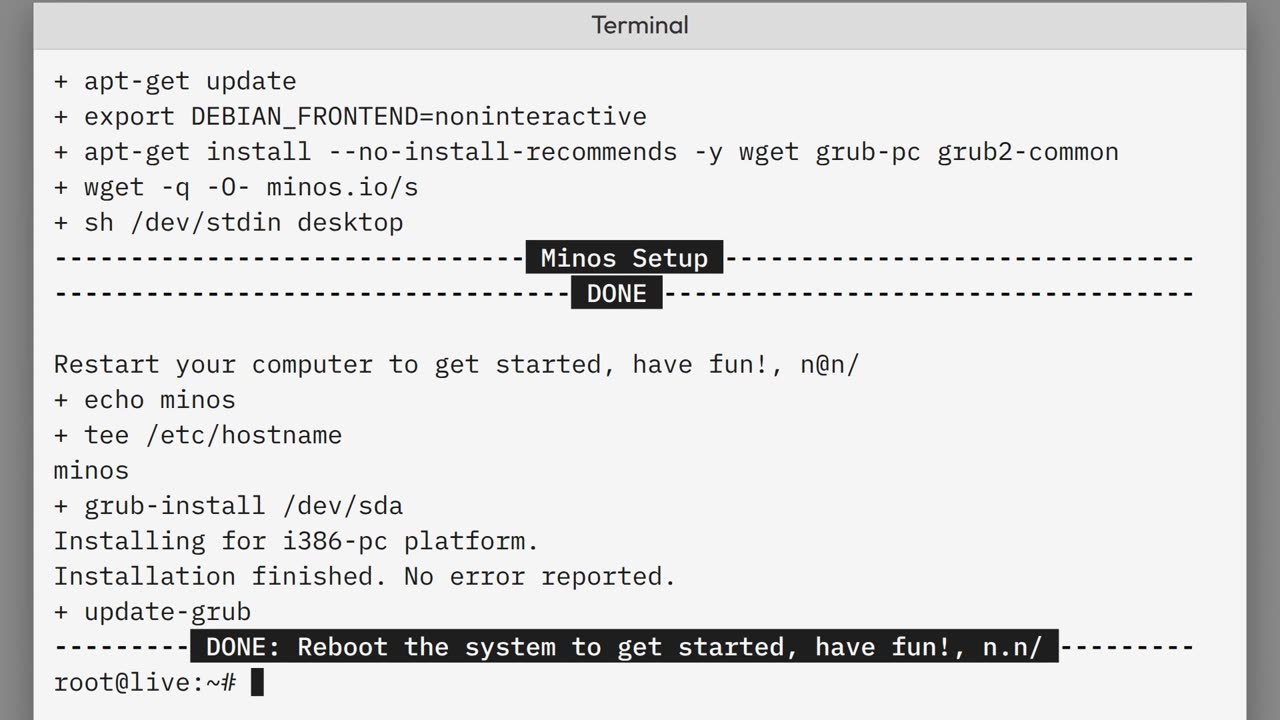 Terminal
+ apt-get update
+ export DEBIAN_FRONTEND=noninteractive
+ apt-get install --no-install-recommends -y wget grub-pc grub2-common
+ wget -q -O- minos.io/s
+ sh /dev/stdin desktop
------------------------------- Minos Setup -------------------------------
---------------------------------- DONE -----------------------------------
Restart your computer to get started, have fun!, n@n/
+ echo minos
+ tee /etc/hostname
minos
+ grub-install /dev/sda
Installing for i386-pc platform.
Installation finished. No error reported.
+ update-grub
--------- DONE: Reboot the system to get started, have fun!, n.n/ ---------
root@live:~#